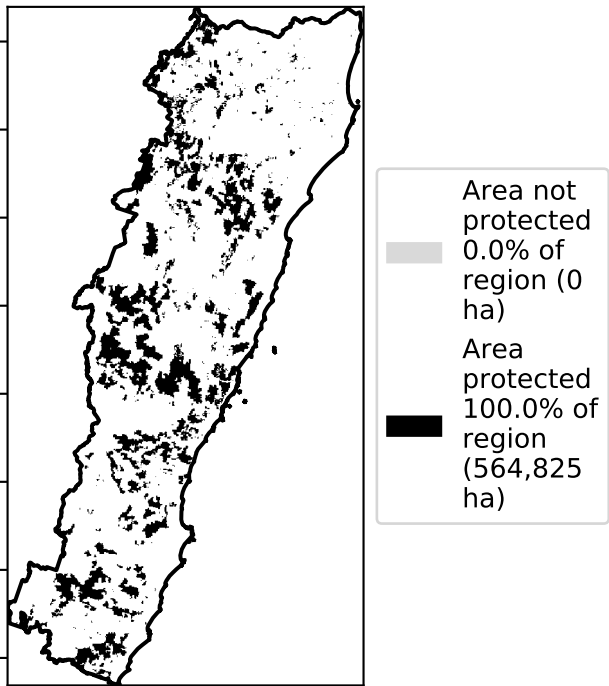 Area not
protected
0.0% of
region (0
ha)
Area
protected
100.0% of
region
(564,825
ha)